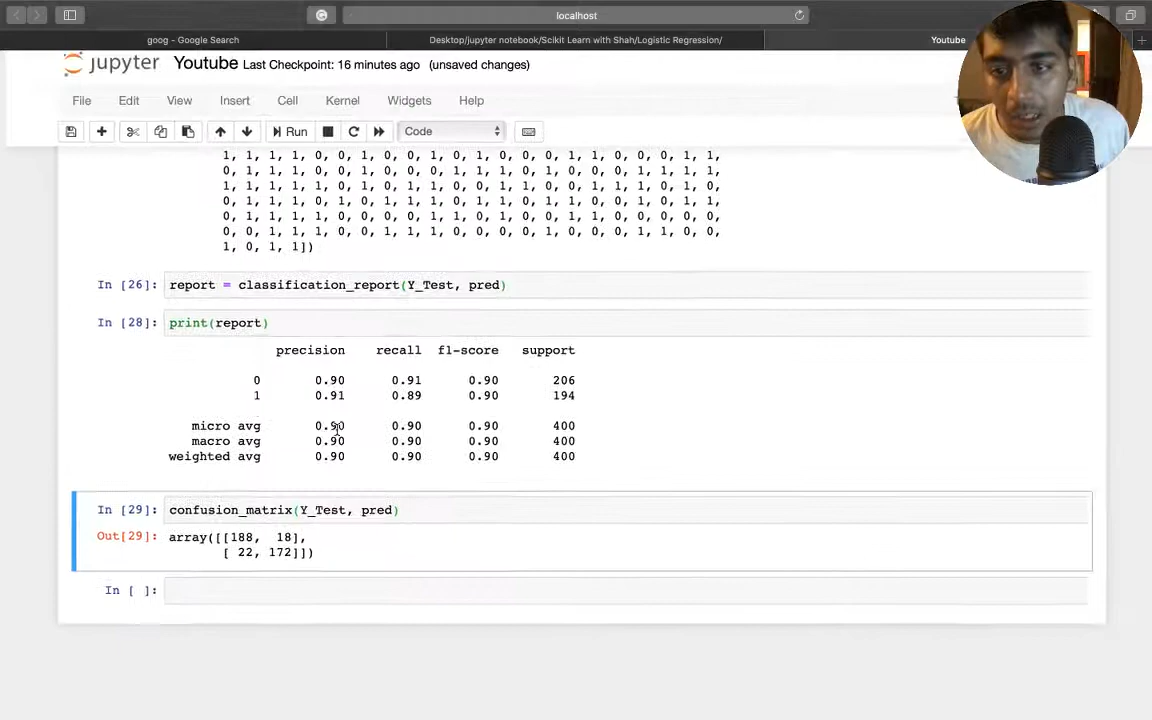 localhost
goog - Google Search
Desktop/jupyter notebook/Scikit Learn with Shah/Logistic Regression/
Youtube
jupyter Youtube Last Checkpoint: 16 minutes ago (unsaved changes)
File Edit View Insert Cell Kernel Widgets Help
Run Code
1, 1, 1, 1, 0, 0, 1, 0, 0, 1, 0, 1, 0, 0, 0, 1, 1, 0, 0, 0, 1, 1,
0, 1, 1, 1, 0, 0, 0, 1, 0, 0, 1, 1, 1, 0, 1, 0, 0, 0, 1, 1, 1, 1,
1, 1, 1, 1, 1, 0, 1, 0, 1, 1, 0, 0, 1, 1, 0, 0, 1, 1, 1, 0, 1, 0,
0, 1, 1, 1, 0, 1, 0, 1, 1, 1, 0, 1, 1, 0, 0, 1, 0, 1, 0, 0, 1, 1,
0, 1, 1, 1, 1, 0, 0, 0, 1, 1, 0, 1, 0, 0, 1, 1, 0, 0, 0, 0, 0, 0,
0, 0, 1, 1, 1, 0, 0, 1, 1, 1, 0, 0, 0, 1, 0, 0, 0, 1, 1, 0, 0,
1, 0, 1, 1])
In [26]: report = classification_report(Y_Test, pred)
In [28]: print(report)
precision recall f1-score support
0 0.90 0.91 0.90 206
1 0.91 0.89 0.90 194
micro avg 0.90 0.90 0.90 400
macro avg 0.90 0.90 0.90 400
weighted avg 0.90 0.90 0.90 400
In [29]: confusion_matrix(Y_Test, pred)
Out[29]: array([[188, 18],
[ 22, 172]])
In [ ]: